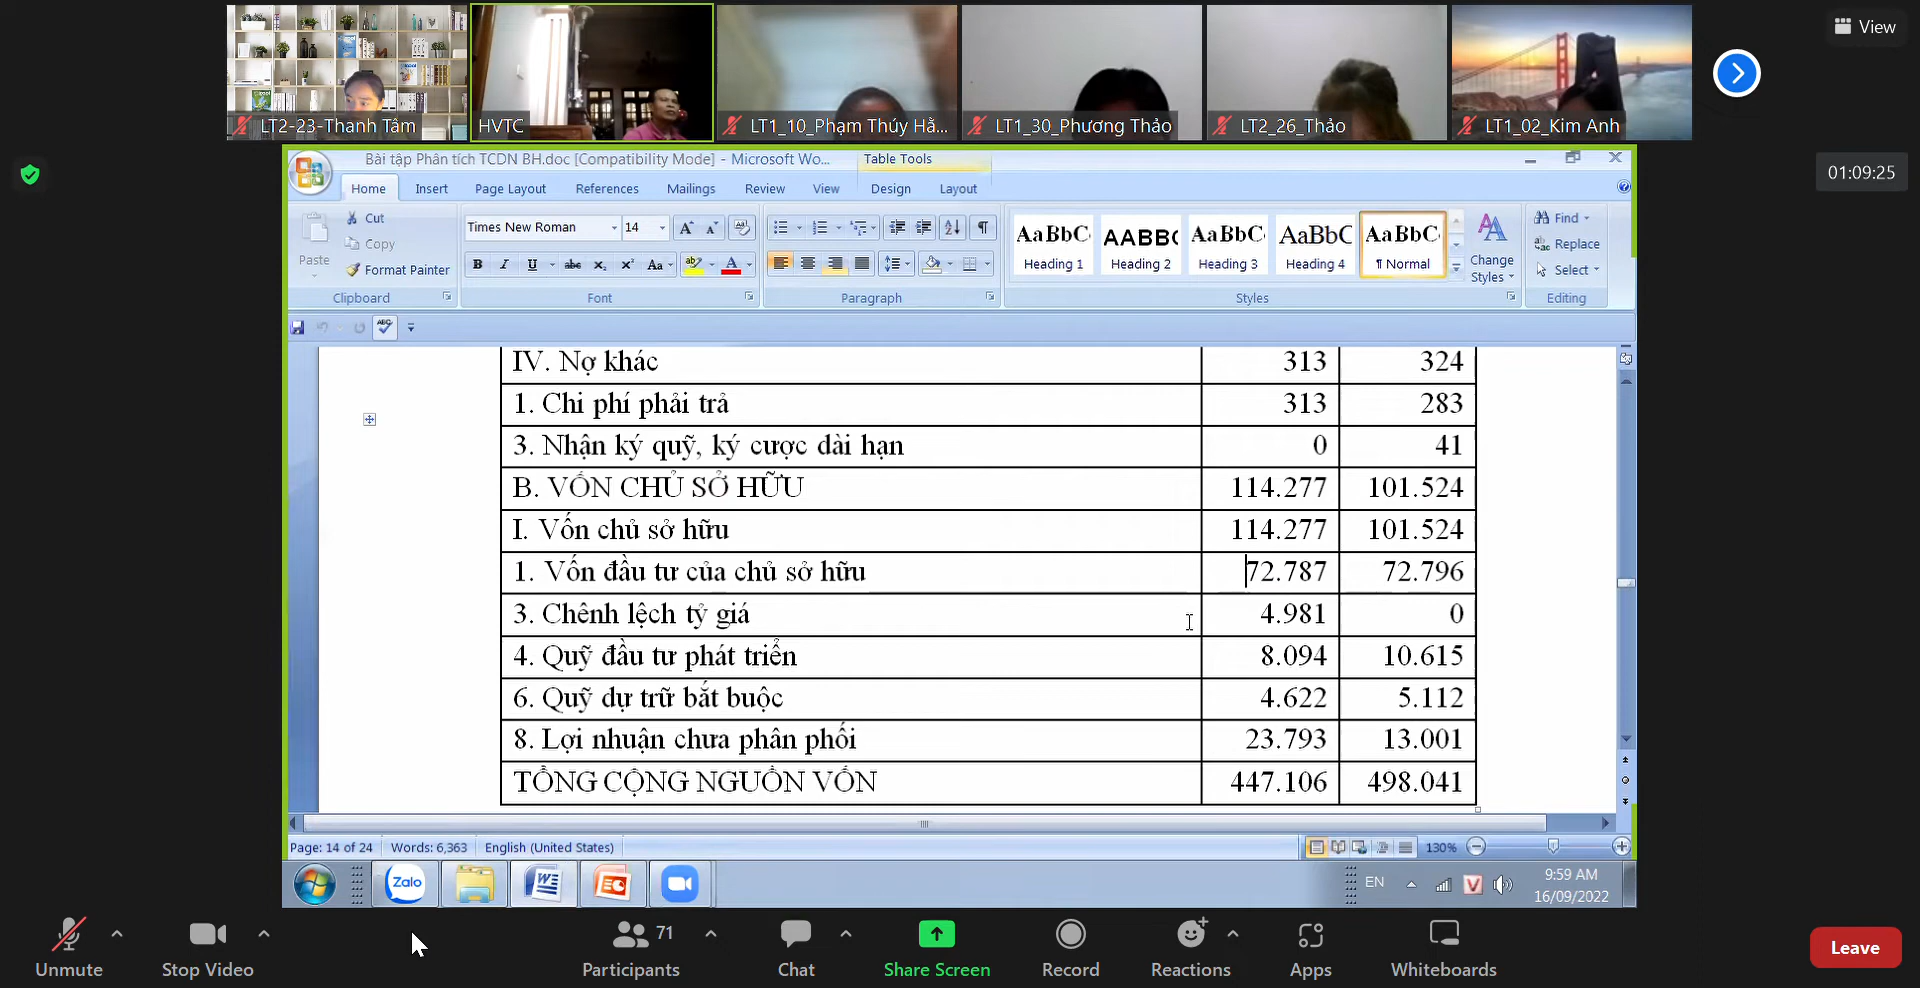 View
LT2-23-Thanh Tâm
HVTC
LT1_10_Phạm Thúy Hằ...
LT1_30_Phương Thảo
LT2_26_Thảo
LT1_02_Kim Anh
01:09:25
Bài tập Phân tích TCDN BH.doc [Compatibility Mode] - Microsoft Wo...
Table Tools
Home Insert Page Layout References Mailings Review View Design Layout
Paste
Cut
Copy
Format Painter
Clipboard
Times New Roman 14
B I U abc x₂ x² Aa ab A
Font
Paragraph
AaBbC AABBC AaBbC AaBbC AaBbC
Heading 1 Heading 2 Heading 3 Heading 4 ¶ Normal
Change Styles
Styles
Find
Replace
Select
Editing
IV. Nợ khác 313 324
1. Chi phí phải trả 313 283
3. Nhận ký quỹ, ký cược dài hạn 0 41
B. VỐN CHỦ SỞ HỮU 114.277 101.524
I. Vốn chủ sở hữu 114.277 101.524
1. Vốn đầu tư của chủ sở hữu 72.787 72.796
3. Chênh lệch tỷ giá 4.981 0
4. Quỹ đầu tư phát triển 8.094 10.615
6. Quỹ dự trữ bắt buộc 4.622 5.112
8. Lợi nhuận chưa phân phối 23.793 13.001
TỔNG CỘNG NGUỒN VỐN 447.106 498.041
Page: 14 of 24 Words: 6,363 English (United States) 130%
Zalo
EN
V
9:59 AM
16/09/2022
Unmute
Stop Video
71
Participants
Chat
Share Screen
Record
Reactions
Apps
Whiteboards
Leave